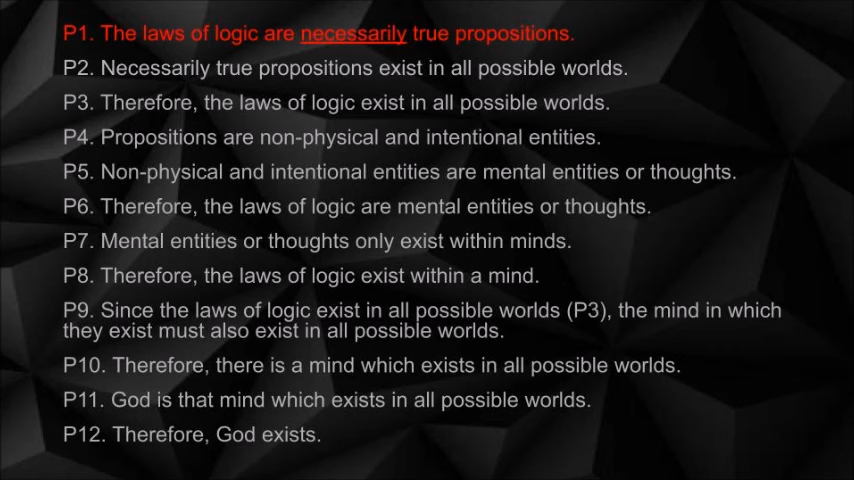 P1. The laws of logic are necessarily true propositions.
P2. Necessarily true propositions exist in all possible worlds.
P3. Therefore, the laws of logic exist in all possible worlds.
P4. Propositions are non-physical and intentional entities.
P5. Non-physical and intentional entities are mental entities or thoughts.
P6. Therefore, the laws of logic are mental entities or thoughts.
P7. Mental entities or thoughts only exist within minds.
P8. Therefore, the laws of logic exist within a mind.
P9. Since the laws of logic exist in all possible worlds (P3), the mind in which
they exist must also exist in all possible worlds.
P10. Therefore, there is a mind which exists in all possible worlds.
P11. God is that mind which exists in all possible worlds.
P12. Therefore, God exists.